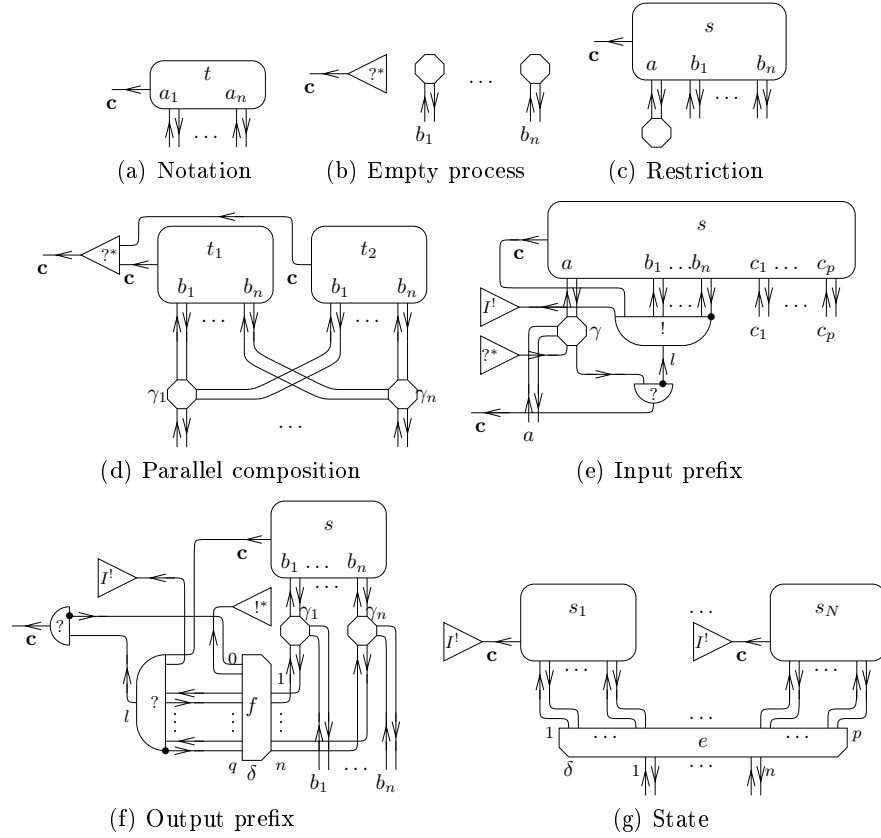 t
c
a₁ aₙ
...
(a) Notation
c
?*
...
b₁ bₙ
(b) Empty process
s
c
a b₁ bₙ
...
(c) Restriction
c
?*
c
t₁
b₁ bₙ
...
c
t₂
b₁ bₙ
...
γ₁ γₙ
...
(d) Parallel composition
s
c
a b₁ ... bₙ c₁ ... cₚ
...
...
I!
!
γ
c₁ cₚ
?*
l
?
c
a
(e) Input prefix
s
c
b₁ ... bₙ
...
I!
!*
γ₁ γₙ
?
c
0
1
l
?
f
q δ n
b₁ ... bₙ
(f) Output prefix
s₁
I!
c
...
...
s_N
I!
c
...
...
1 ... e ... p
δ
1 ... n
(g) State